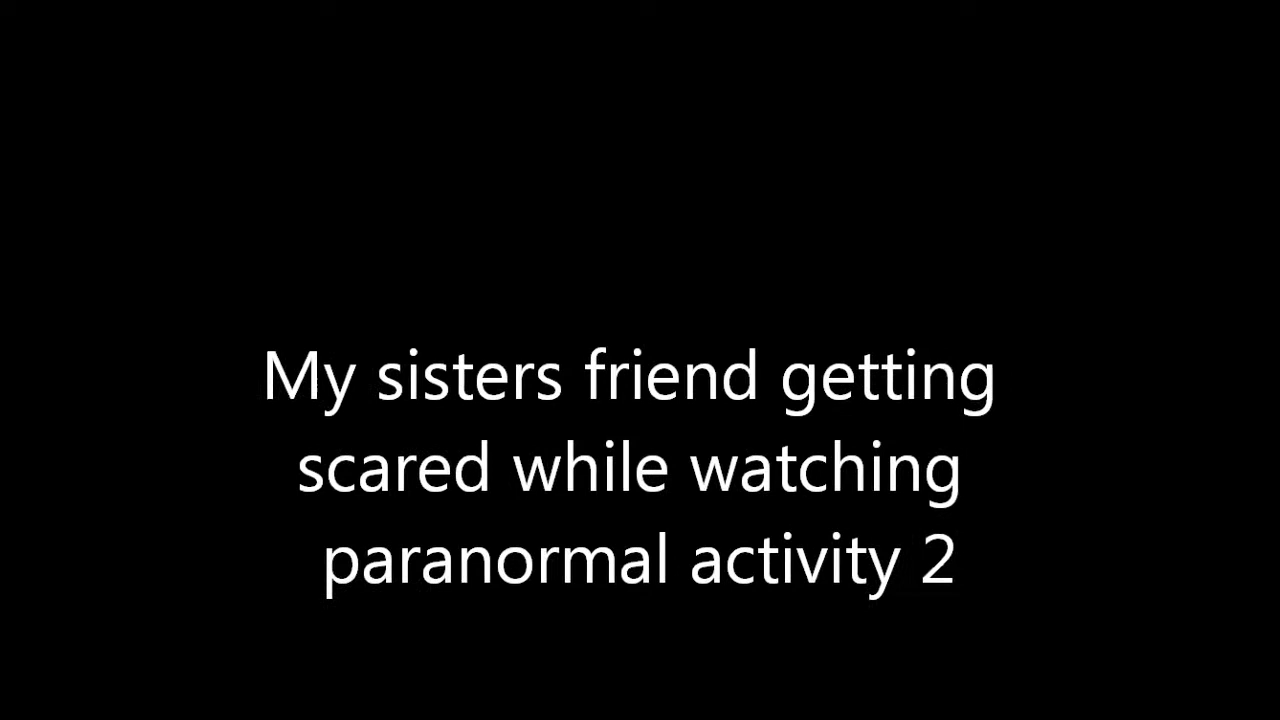 My sisters friend getting
scared while watching
paranormal activity 2